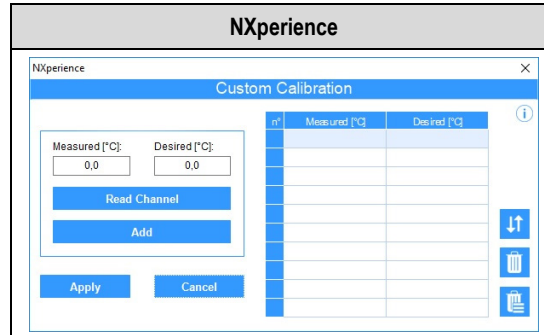 NXperience
NXperience
Custom Calibration
Measured [°C]: Desired [°C]:
0,0 0,0
Read Channel
Add
Apply Cancel
n° Measured [°C] Desired [°C]
i